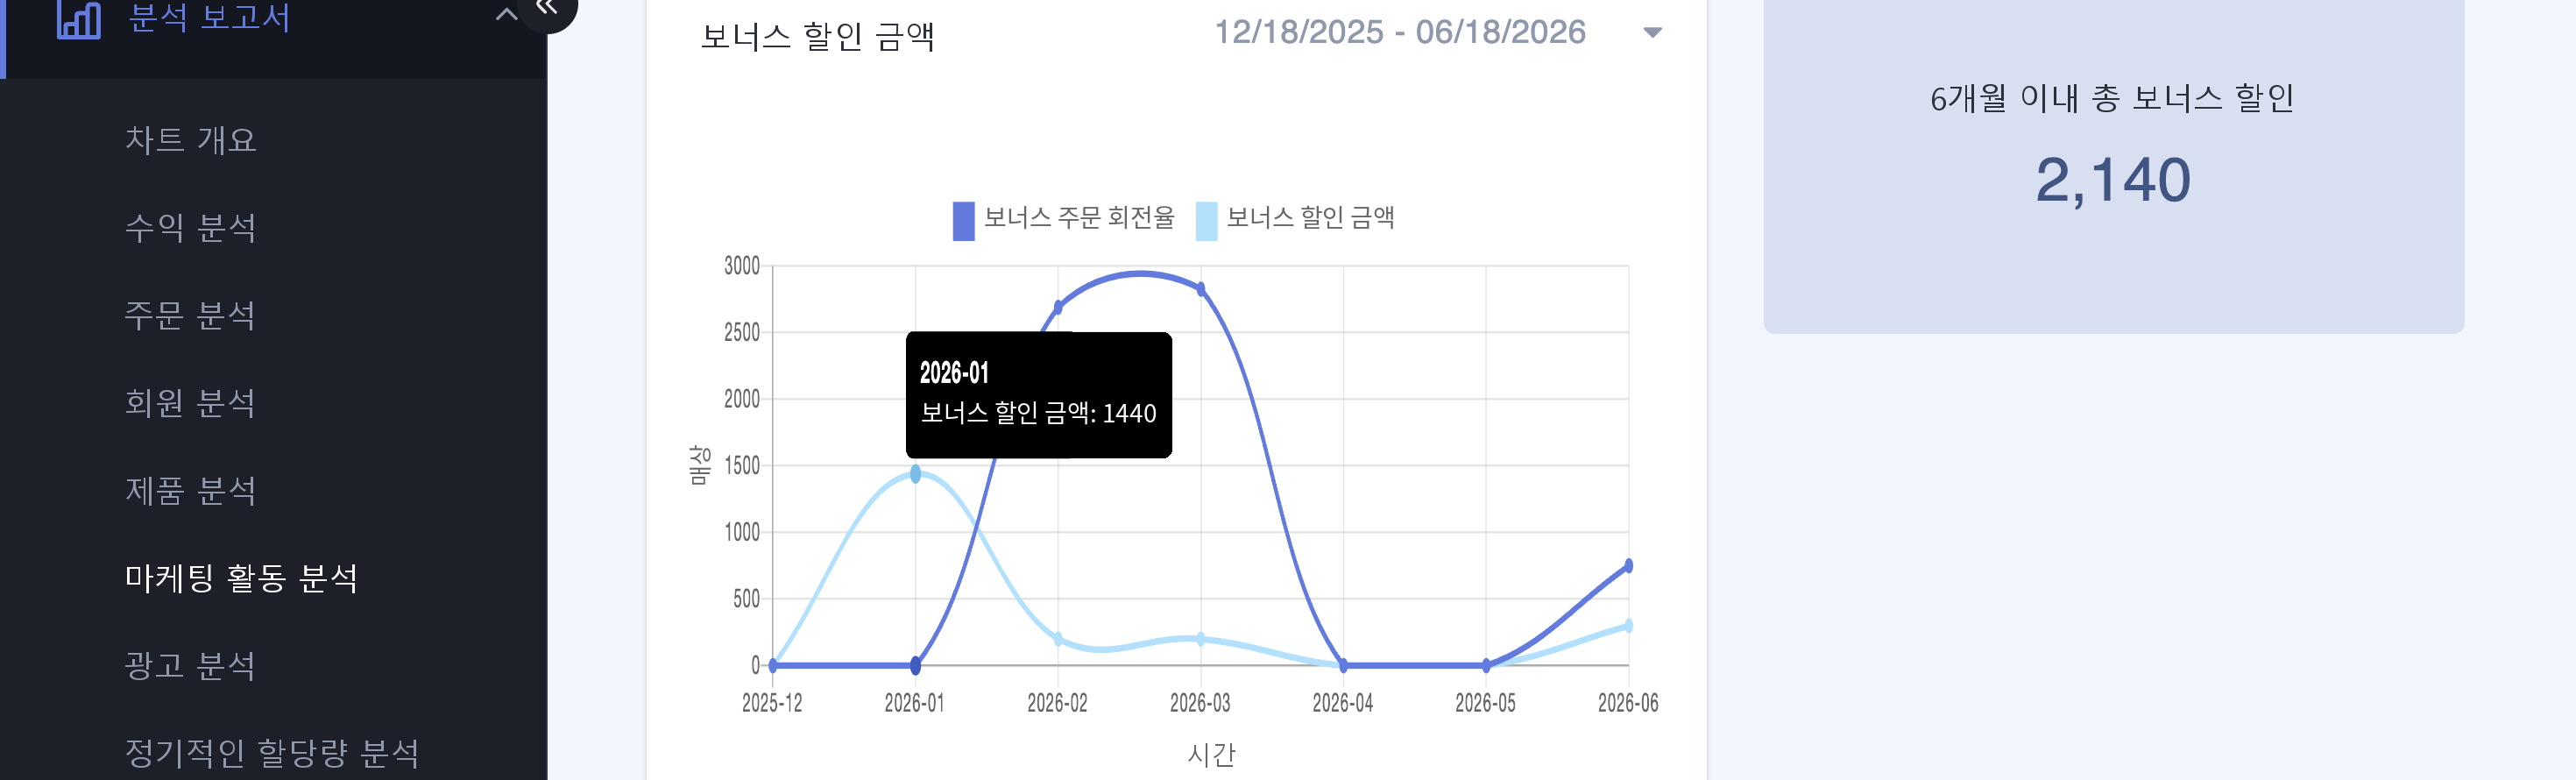 분석 보고서
차트 개요
수익 분석
주문 분석
회원 분석
제품 분석
마케팅 활동 분석
광고 분석
정기적인 할당량 분석
보너스 할인 금액
12/18/2025 - 06/18/2026
보너스 주문 회전율
보너스 할인 금액
3000
2500
2000
1500
1000
500
0
매상
2026-01
보너스 할인 금액: 1440
2025-12
2026-01
2026-02
2026-03
2026-04
2026-05
2026-06
시간
6개월 이내 총 보너스 할인
2,140